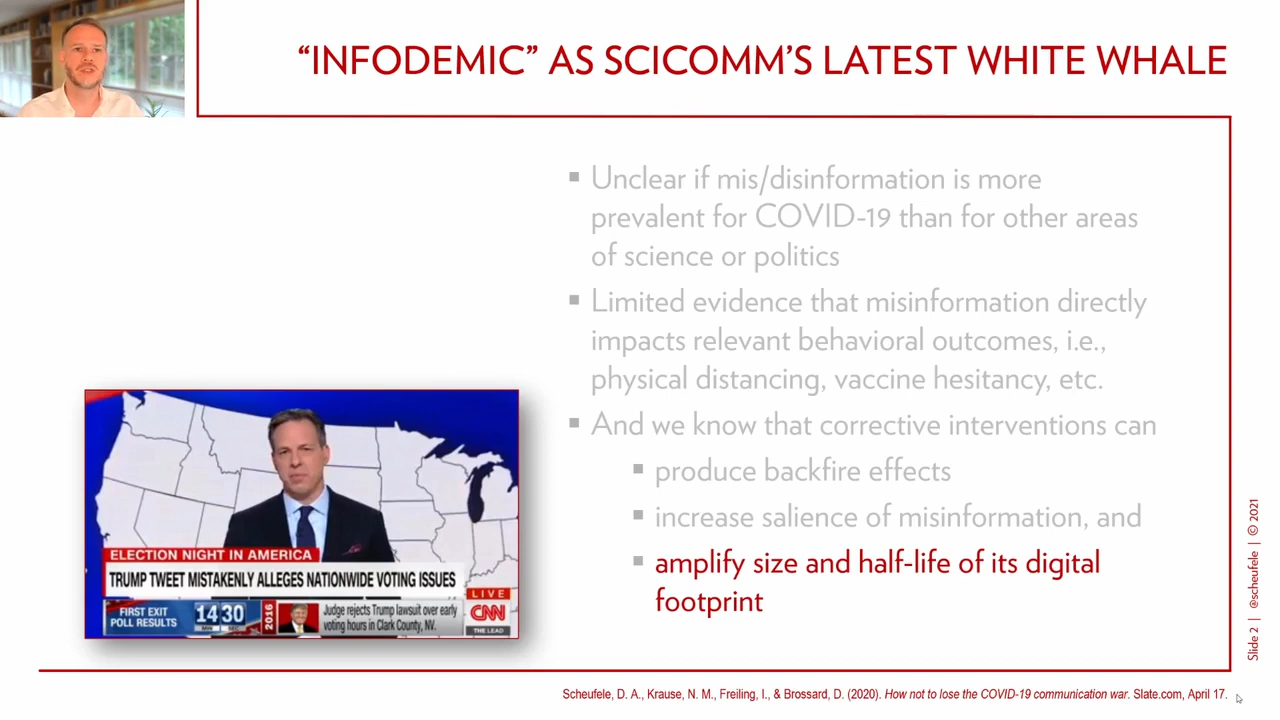 “INFODEMIC” AS SCICOMM’S LATEST WHITE WHALE
▪ Unclear if mis/disinformation is more
prevalent for COVID-19 than for other areas
of science or politics
▪ Limited evidence that misinformation directly
impacts relevant behavioral outcomes, i.e.,
physical distancing, vaccine hesitancy, etc.
▪ And we know that corrective interventions can
▪ produce backfire effects
▪ increase salience of misinformation, and
▪ amplify size and half-life of its digital
footprint
ELECTION NIGHT IN AMERICA
TRUMP TWEET MISTAKENLY ALLEGES NATIONWIDE VOTING ISSUES
LIVE
CNN
THE LEAD
FIRST EXIT
POLL RESULTS
14 30
MIN SEC
2016
Judge rejects Trump lawsuit over early
voting hours in Clark County, NV.
Slide 2 | @scheufele | © 2021
Scheufele, D. A., Krause, N. M., Freiling, I., & Brossard, D. (2020). How not to lose the COVID-19 communication war. Slate.com, April 17.